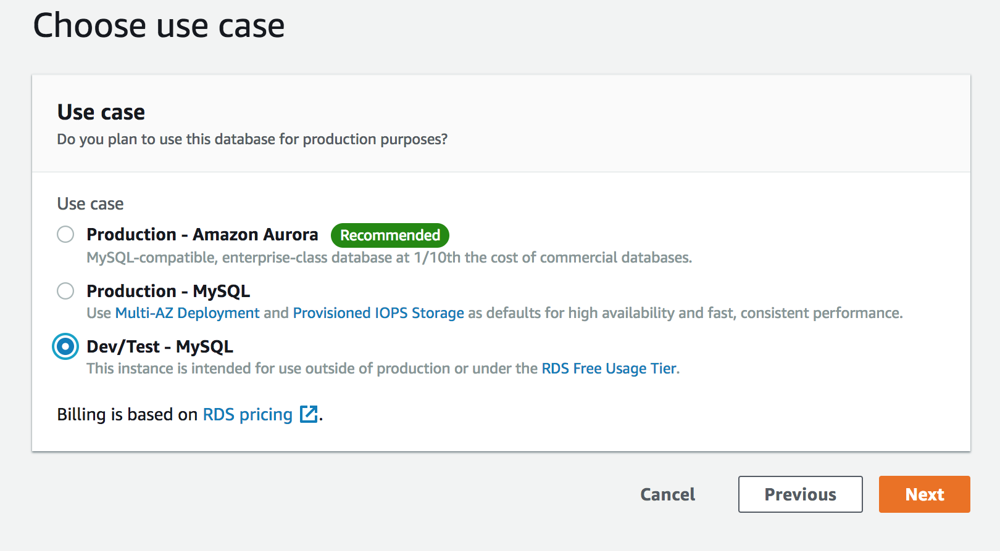 Choose use case
Use case
Do you plan to use this database for production purposes?
Use case
Production - Amazon Aurora Recommended
MySQL-compatible, enterprise-class database at 1/10th the cost of commercial databases.
Production - MySQL
Use Multi-AZ Deployment and Provisioned IOPS Storage as defaults for high availability and fast, consistent performance.
Dev/Test - MySQL
This instance is intended for use outside of production or under the RDS Free Usage Tier.
Billing is based on RDS pricing .
Cancel Previous Next